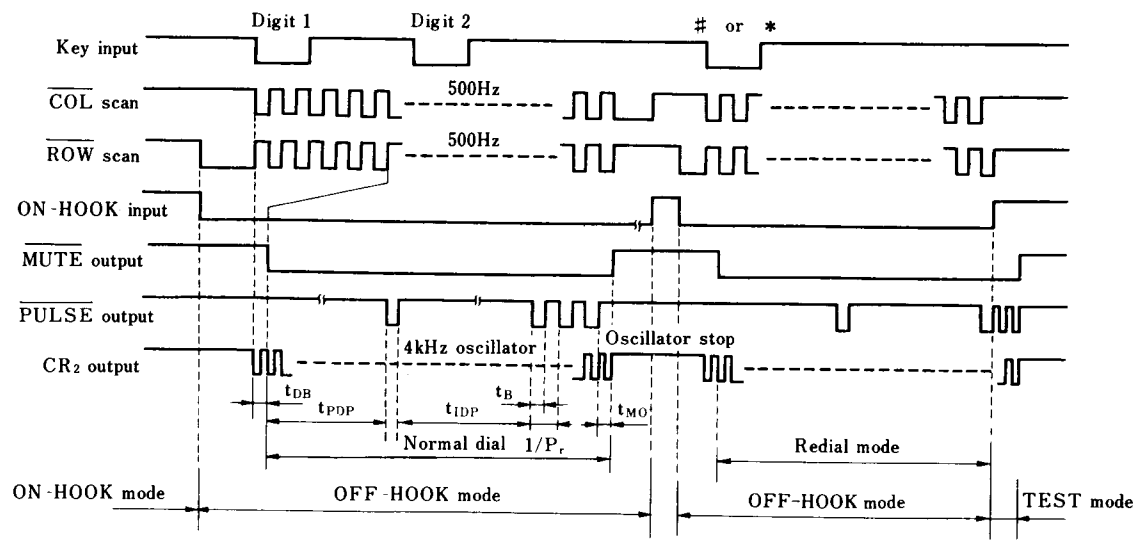 Digit 1 Digit 2 # or *
Key input
COL scan 500Hz
ROW scan 500Hz
ON-HOOK input
MUTE output
PULSE output
Oscillator stop
CR₂ output 4kHz oscillator
tDB tPDP tIDP tB tMO
Normal dial 1/Pr Redial mode
ON-HOOK mode OFF-HOOK mode OFF-HOOK mode TEST mode